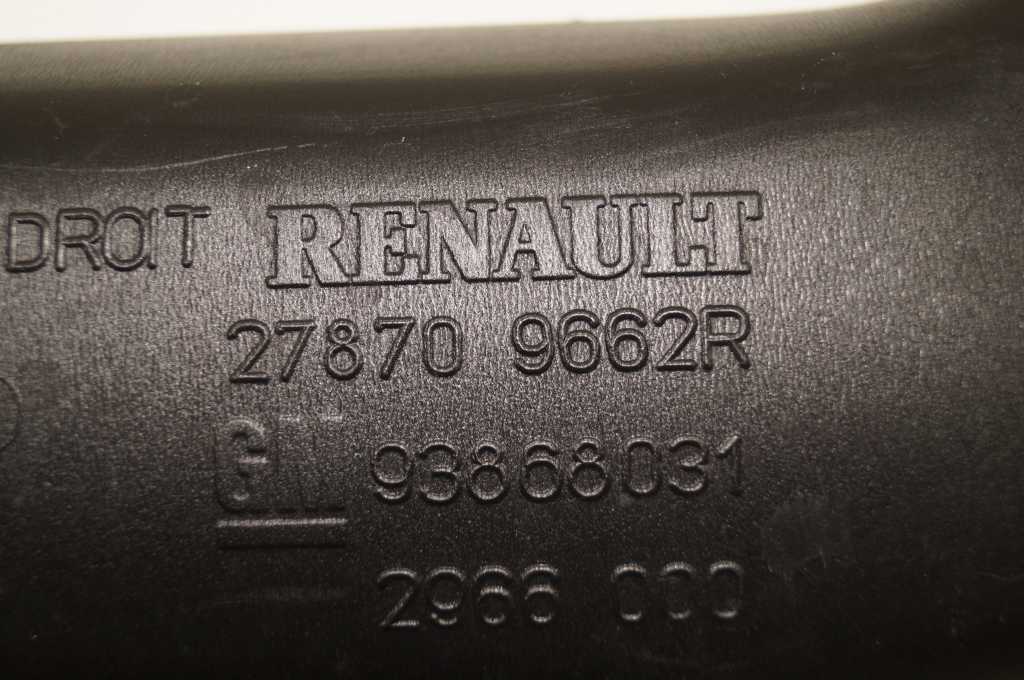 DROIT RENAULT
27870 9662R
GM 93868031
2966 000